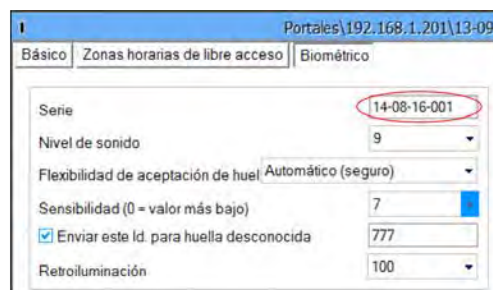 Portales\192.168.1.201\13-09
Básico Zonas horarias de libre acceso Biométrico
Serie 14-08-16-001
Nivel de sonido 9
Flexibilidad de aceptación de huel Automático (seguro)
Sensibilidad (0 = valor más bajo) 7
Enviar este Id. para huella desconocida 777
Retroiluminación 100